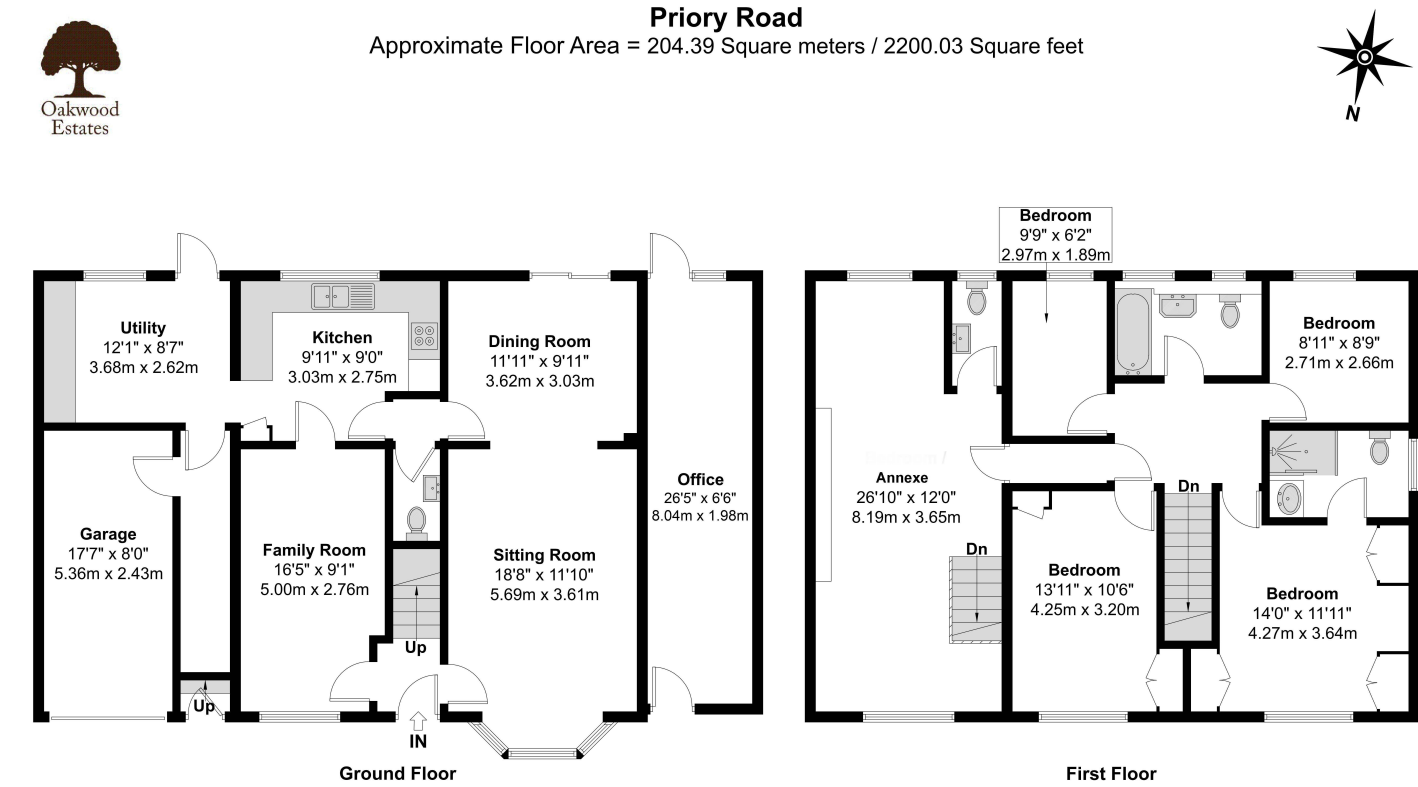 Priory Road
Approximate Floor Area = 204.39 Square meters / 2200.03 Square feet
Oakwood
Estates
N
Utility
12'1" x 8'7"
3.68m x 2.62m
Kitchen
9'11" x 9'0"
3.03m x 2.75m
Dining Room
11'11" x 9'11"
3.62m x 3.03m
Office
26'5" x 6'6"
8.04m x 1.98m
Garage
17'7" x 8'0"
5.36m x 2.43m
Family Room
16'5" x 9'1"
5.00m x 2.76m
Sitting Room
18'8" x 11'10"
5.69m x 3.61m
Up
Up
IN
Ground Floor
Bedroom
9'9" x 6'2"
2.97m x 1.89m
Bedroom
8'11" x 8'9"
2.71m x 2.66m
Annexe
26'10" x 12'0"
8.19m x 3.65m
Dn
Dn
Bedroom
13'11" x 10'6"
4.25m x 3.20m
Bedroom
14'0" x 11'11"
4.27m x 3.64m
First Floor